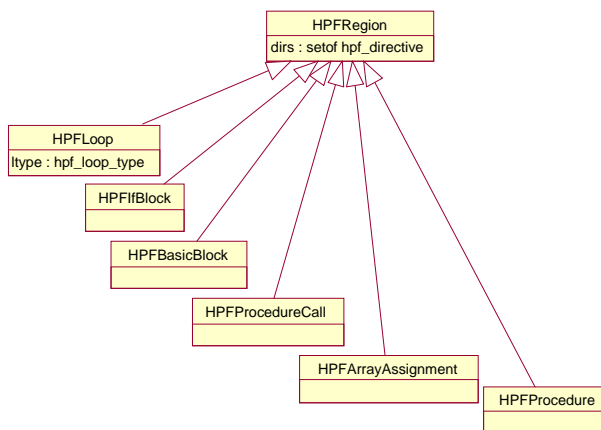 HPFRegion
dirs : setof hpf_directive
HPFLoop
ltype : hpf_loop_type
HPFIfBlock
HPFBasicBlock
HPFProcedureCall
HPFArrayAssignment
HPFProcedure